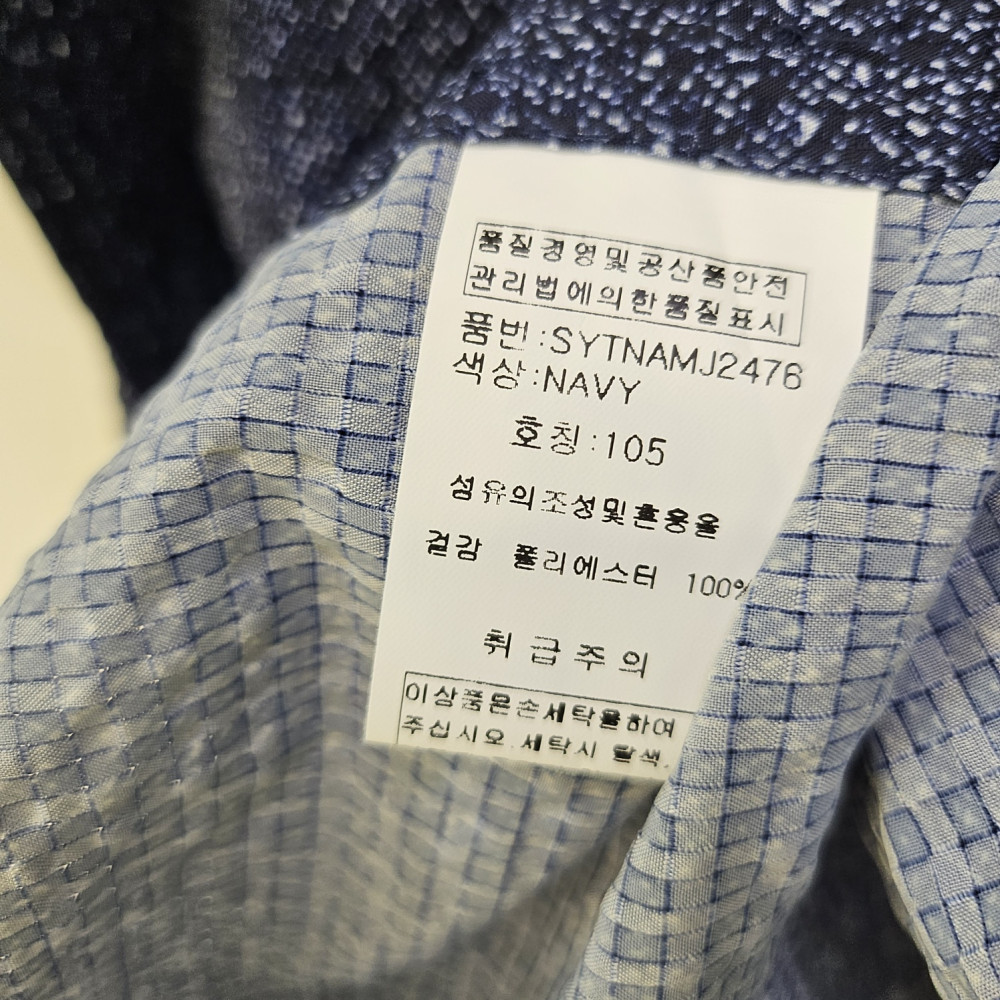 품질경영및공산품안전
관리법에의한품질표시
품번:SYTNAMJ2476
색상:NAVY
호칭:105
섬유의조성및혼용율
겉감 폴리에스터 100%
취급주의
이상품은손세탁을하여
주십시오.세탁시 탈색,